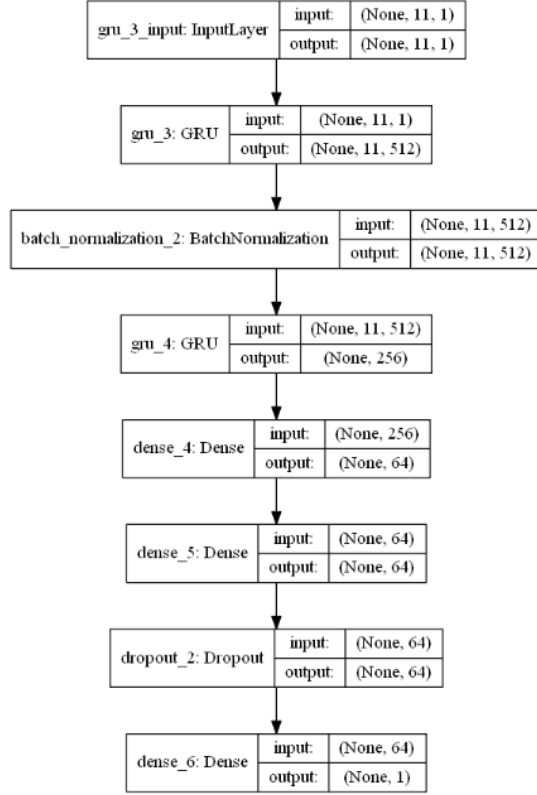 gru_3_input: InputLayer
input: (None, 11, 1)
output: (None, 11, 1)
gru_3: GRU
input: (None, 11, 1)
output: (None, 11, 512)
batch_normalization_2: BatchNormalization
input: (None, 11, 512)
output: (None, 11, 512)
gru_4: GRU
input: (None, 11, 512)
output: (None, 256)
dense_4: Dense
input: (None, 256)
output: (None, 64)
dense_5: Dense
input: (None, 64)
output: (None, 64)
dropout_2: Dropout
input: (None, 64)
output: (None, 64)
dense_6: Dense
input: (None, 64)
output: (None, 1)